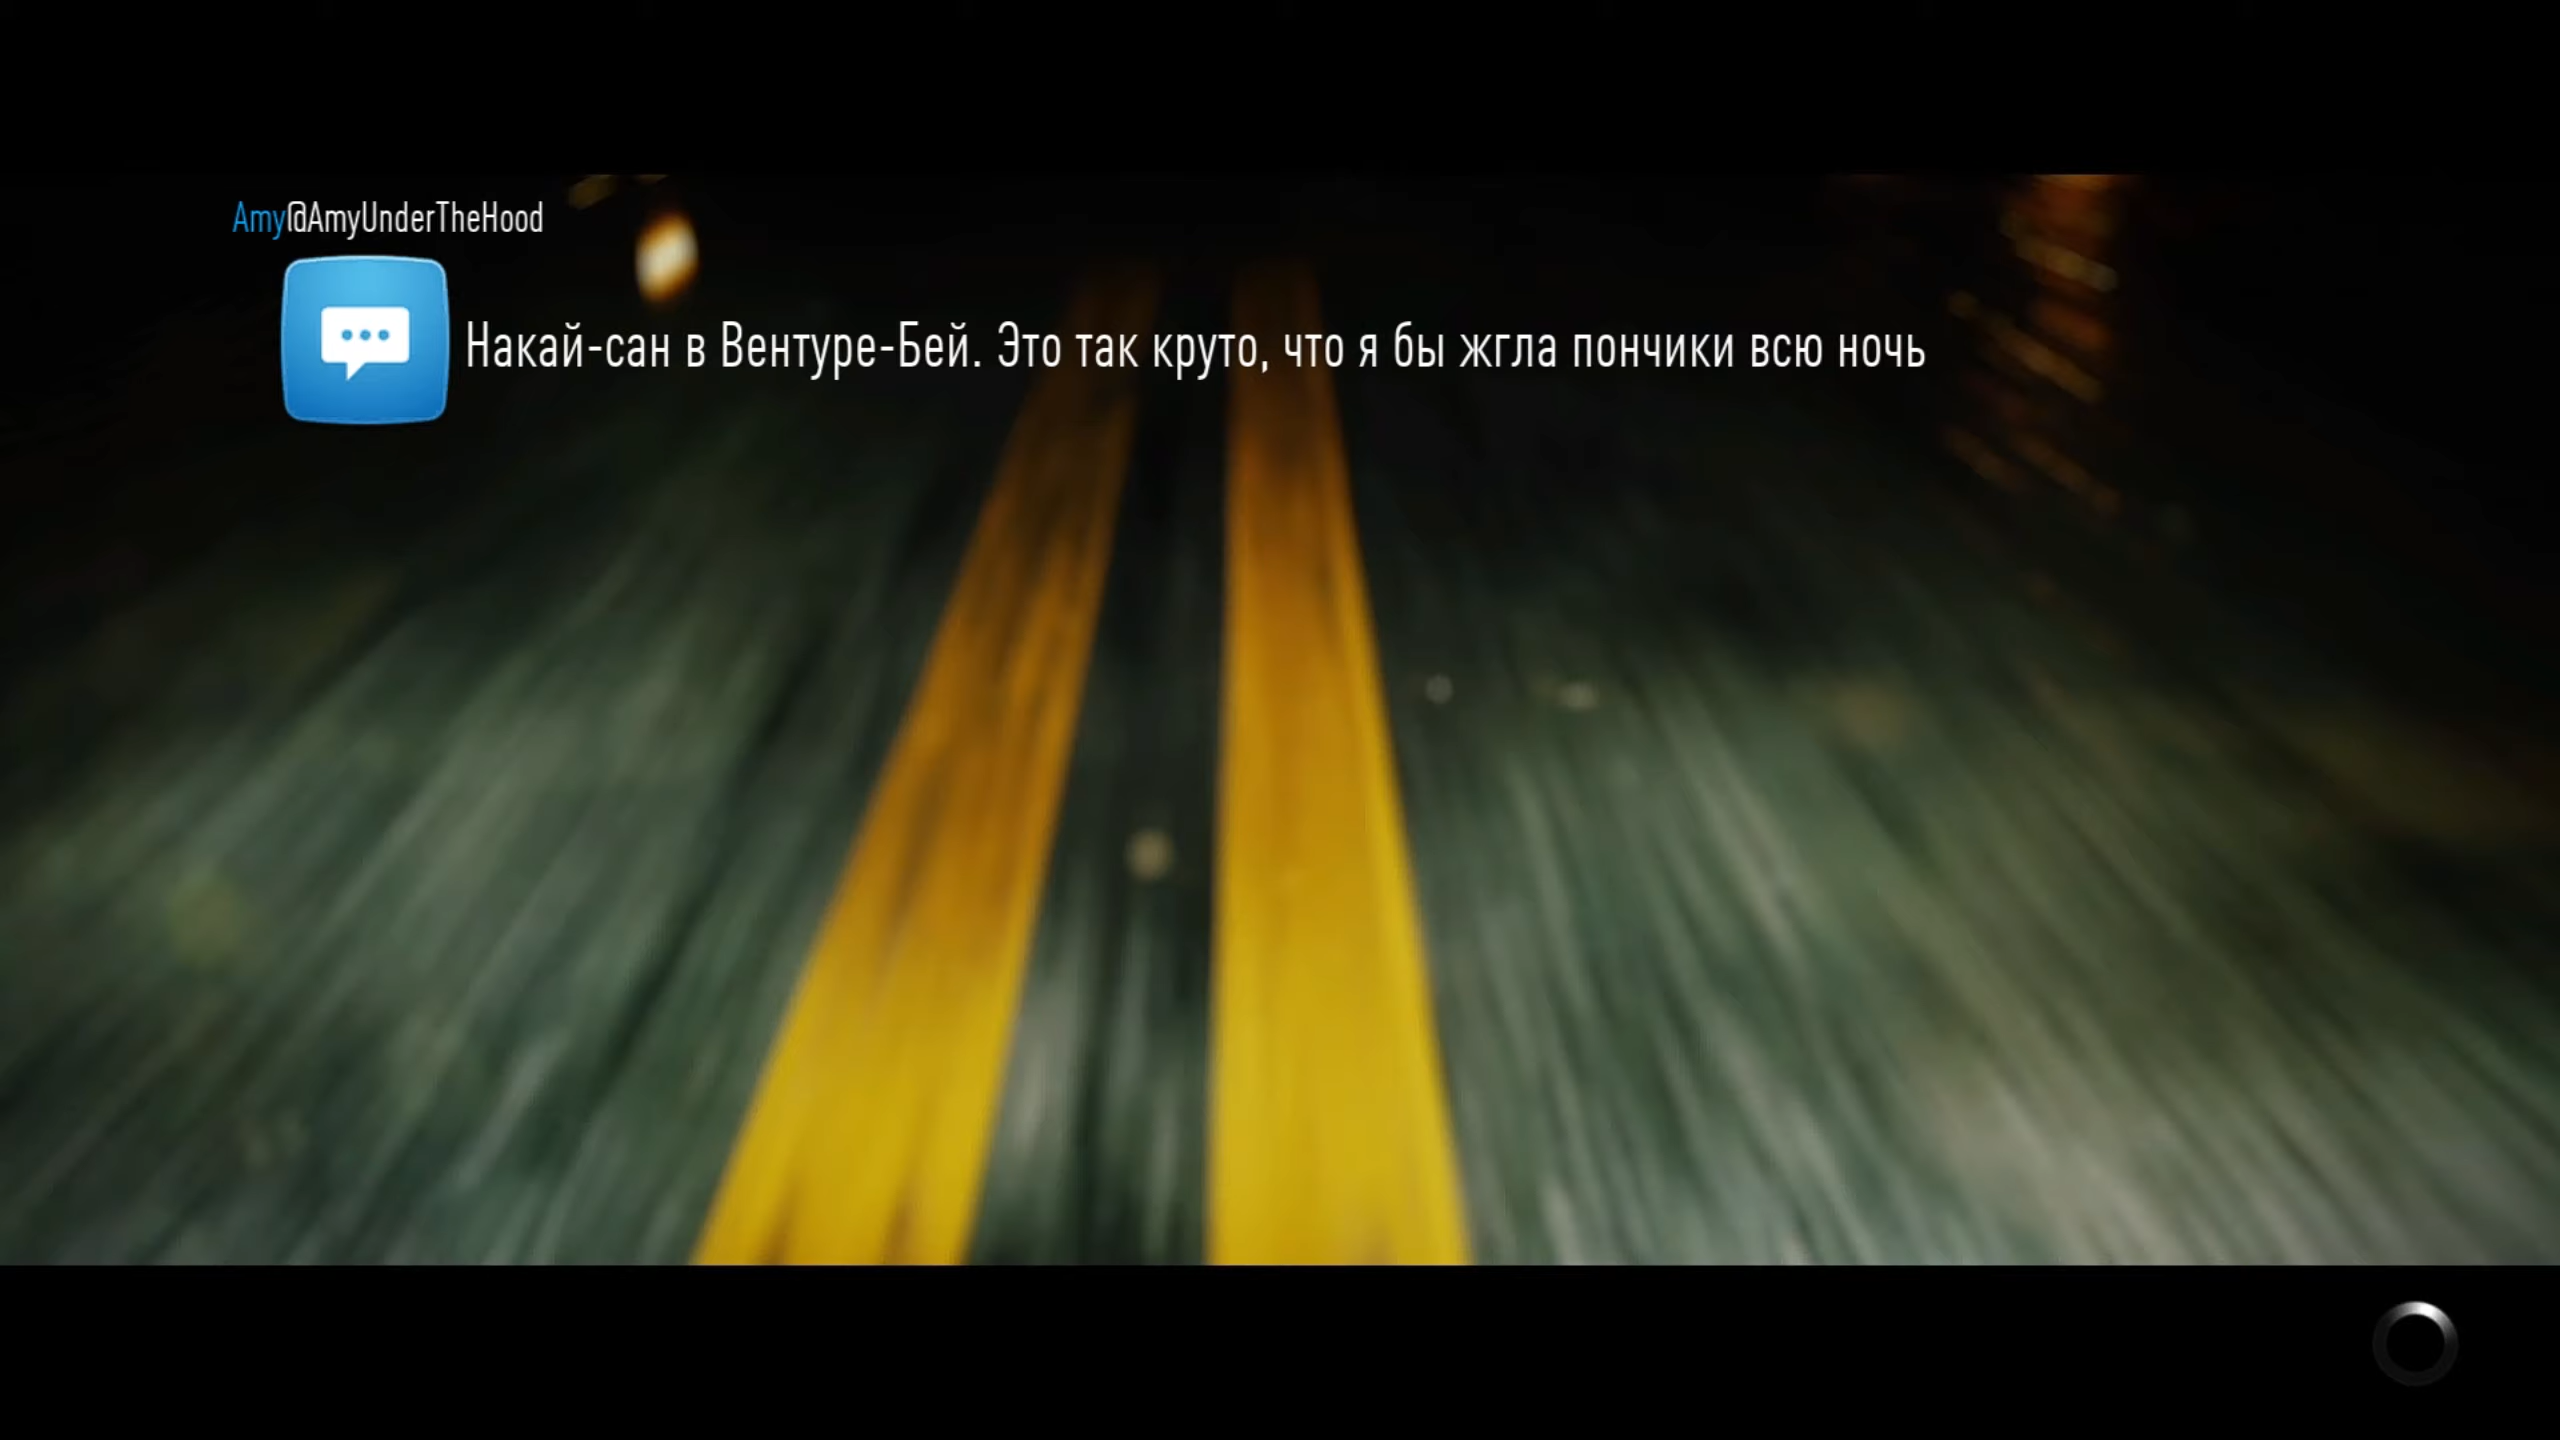 Amy@AmyUnderTheHood
Накай-сан в Вентуре-Бей. Это так круто, что я бы жгла пончики всю ночь